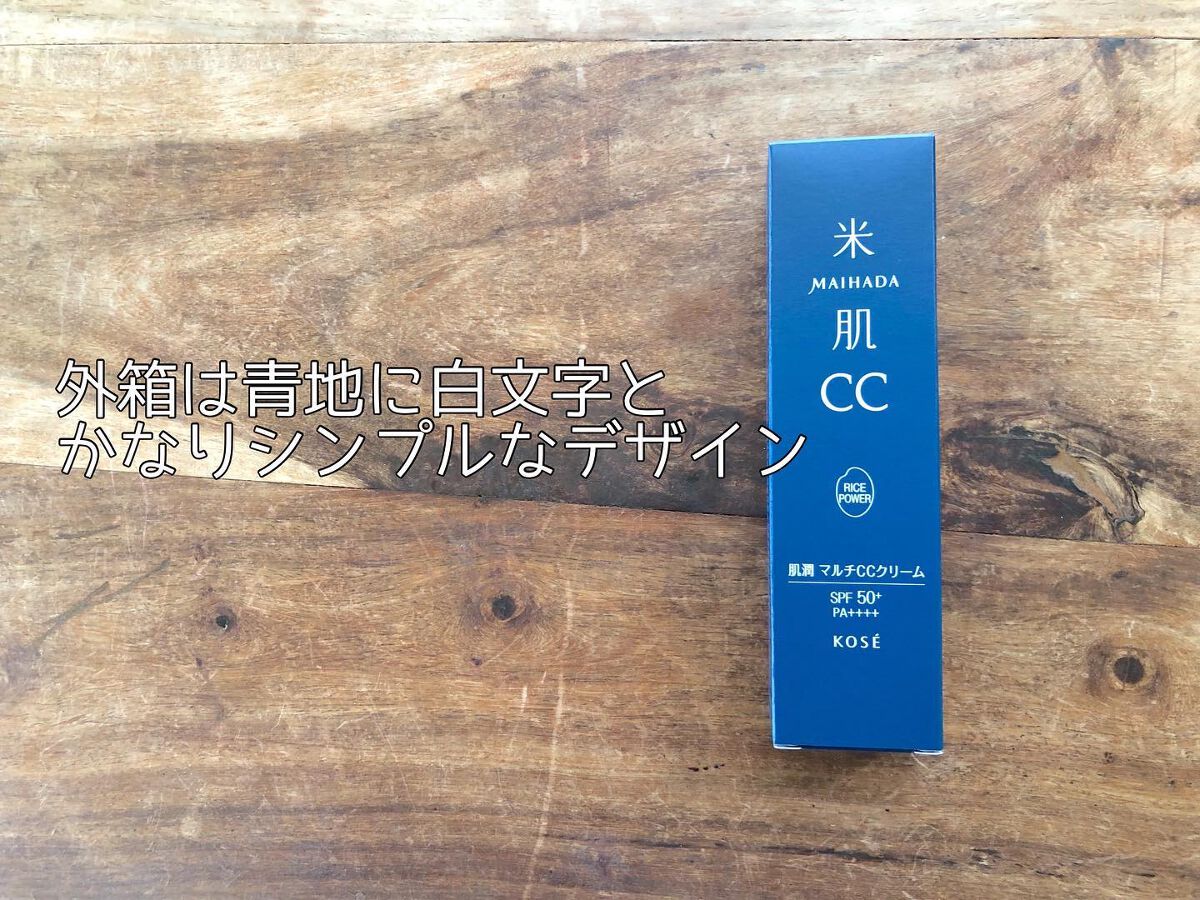 外箱は青地に白文字と
かなりシンプルなデザイン
米
MAIHADA
肌
CC
RICE
POWER
肌潤 マルチCCクリーム
SPF 50+
PA++++
KOSÉ